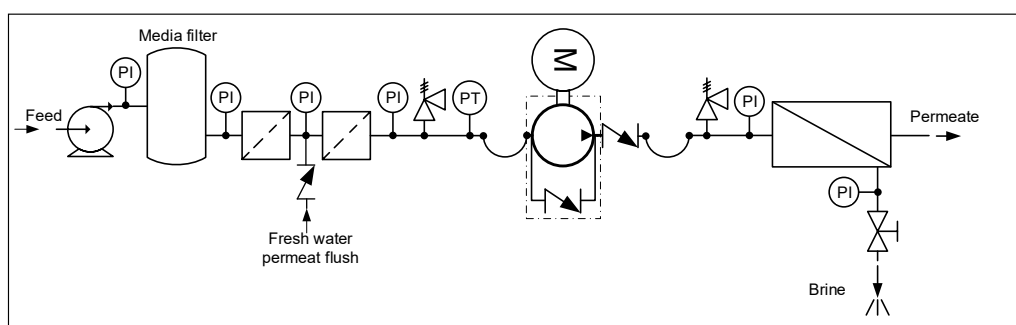 Media filter
PI
Feed
PI
PI
PI
PT
M
PI
Permeate
PI
Fresh water
permeat flush
Brine